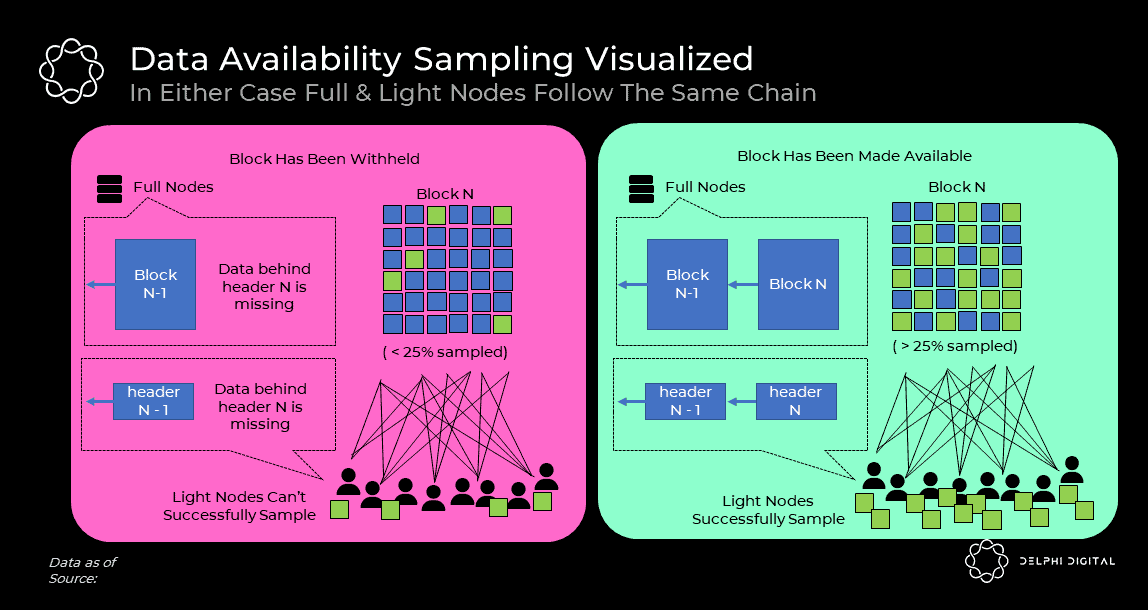 Data Availability Sampling Visualized
In Either Case Full & Light Nodes Follow The Same Chain
Block Has Been Withheld
Full Nodes
Block N
Block
N-1
Data behind
header N is
missing
( < 25% sampled)
header
N - 1
Data behind
header N is
missing
Light Nodes Can't
Successfully Sample
Block Has Been Made Available
Full Nodes
Block N
Block
N-1
Block N
( > 25% sampled)
header
N - 1
header
N
Light Nodes
Successfully Sample
Data as of
Source:
DELPHI DIGITAL